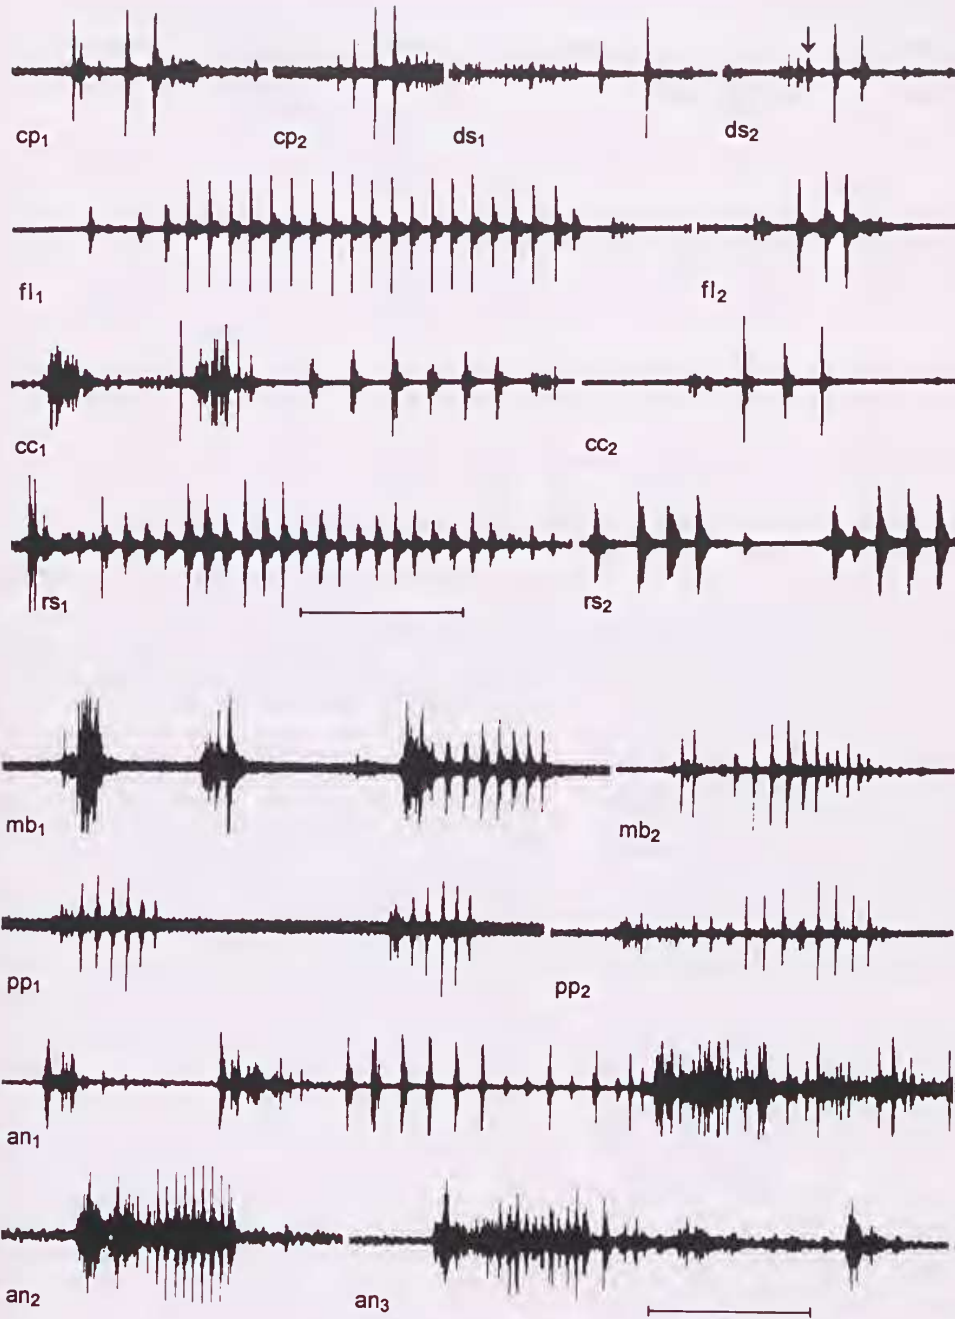 cp1 cp2 ds1 ds2
fl1 fl2
cc1 cc2
rs1 rs2
mb1 mb2
pp1 pp2
an1
an2 an3